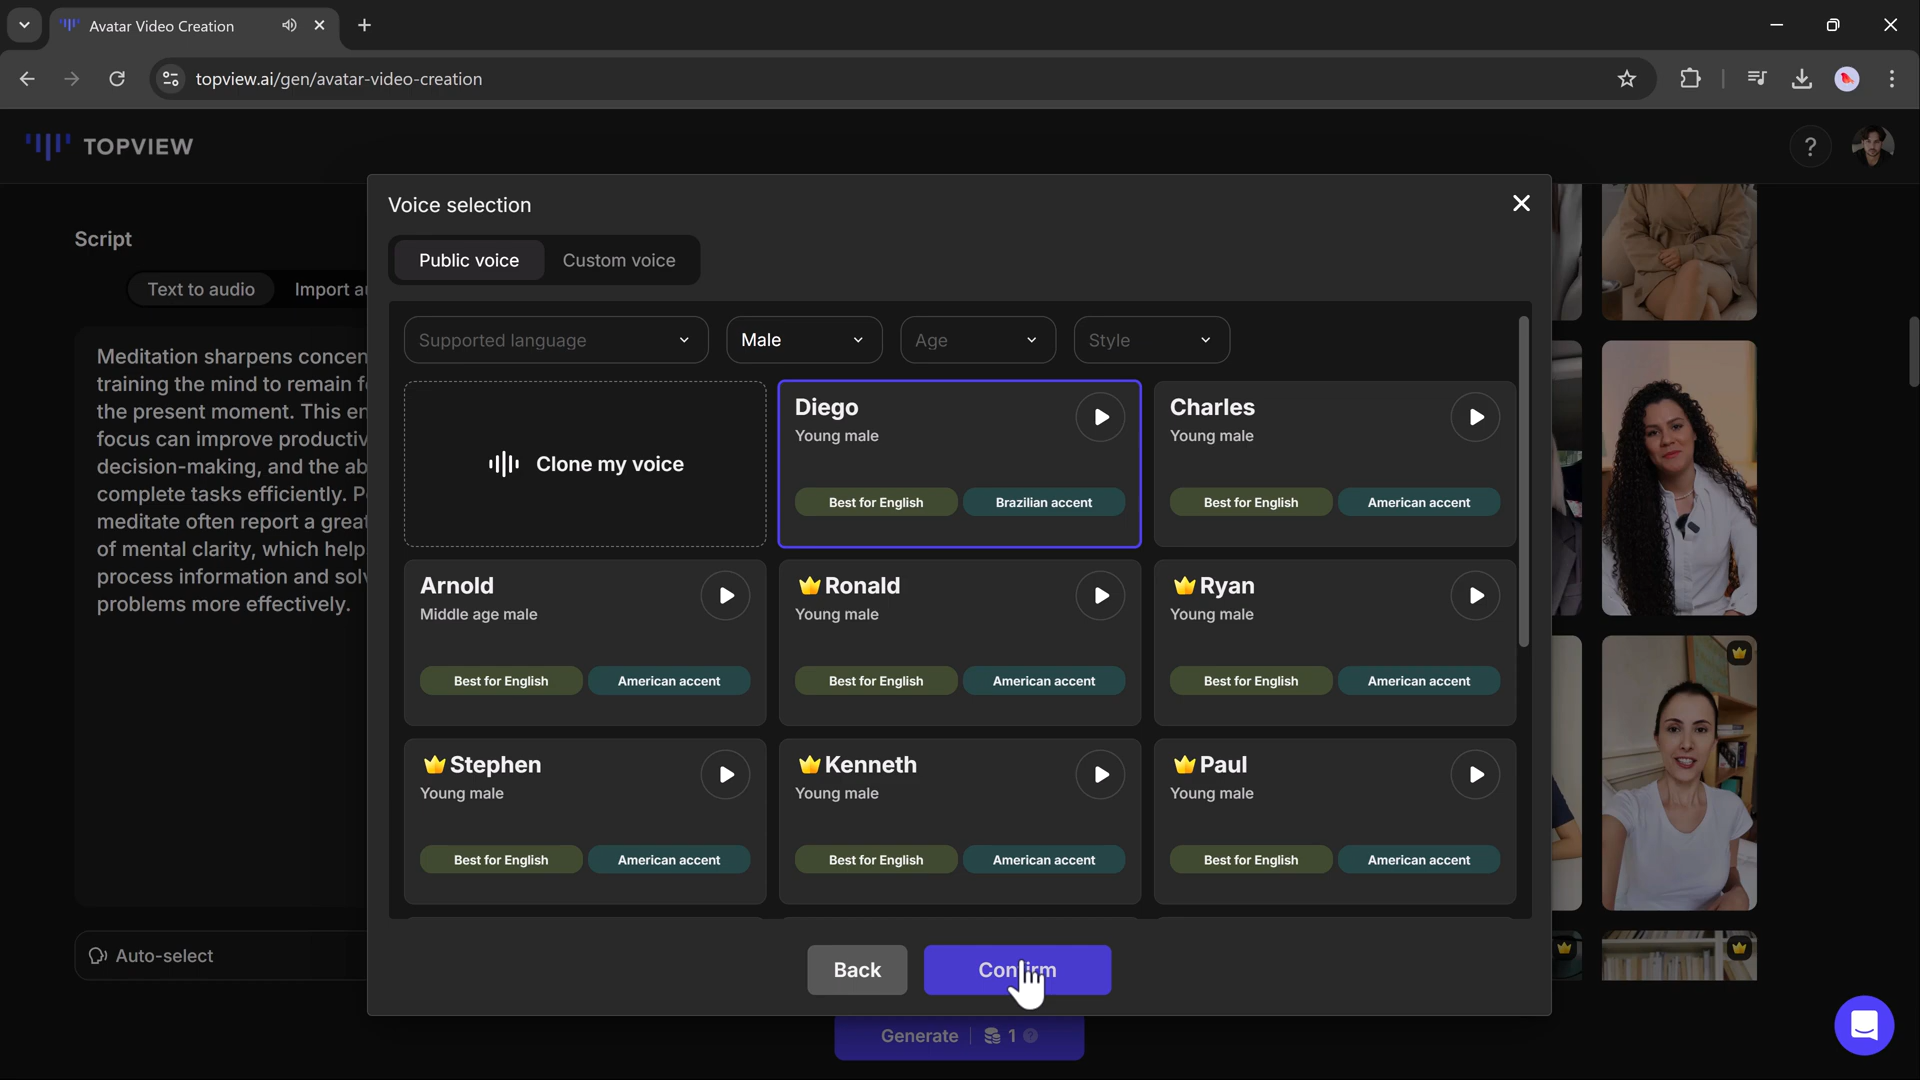 Avatar Video Creation
topview.ai/gen/avatar-video-creation
TOPVIEW
?
Script
Text to audio
Import au
Meditation sharpens concen
training the mind to remain f
the present moment. This en
focus can improve productiv
decision-making, and the ab
complete tasks efficiently. P
meditate often report a great
of mental clarity, which help
process information and solv
problems more effectively.
Auto-select
Voice selection
Public voice
Custom voice
Supported language
Male
Age
Style
Clone my voice
Diego
Young male
Best for English
Brazilian accent
Charles
Young male
Best for English
American accent
Arnold
Middle age male
Best for English
American accent
Ronald
Young male
Best for English
American accent
Ryan
Young male
Best for English
American accent
Stephen
Young male
Best for English
American accent
Kenneth
Young male
Best for English
American accent
Paul
Young male
Best for English
American accent
Back
Confirm
Generate
1
?